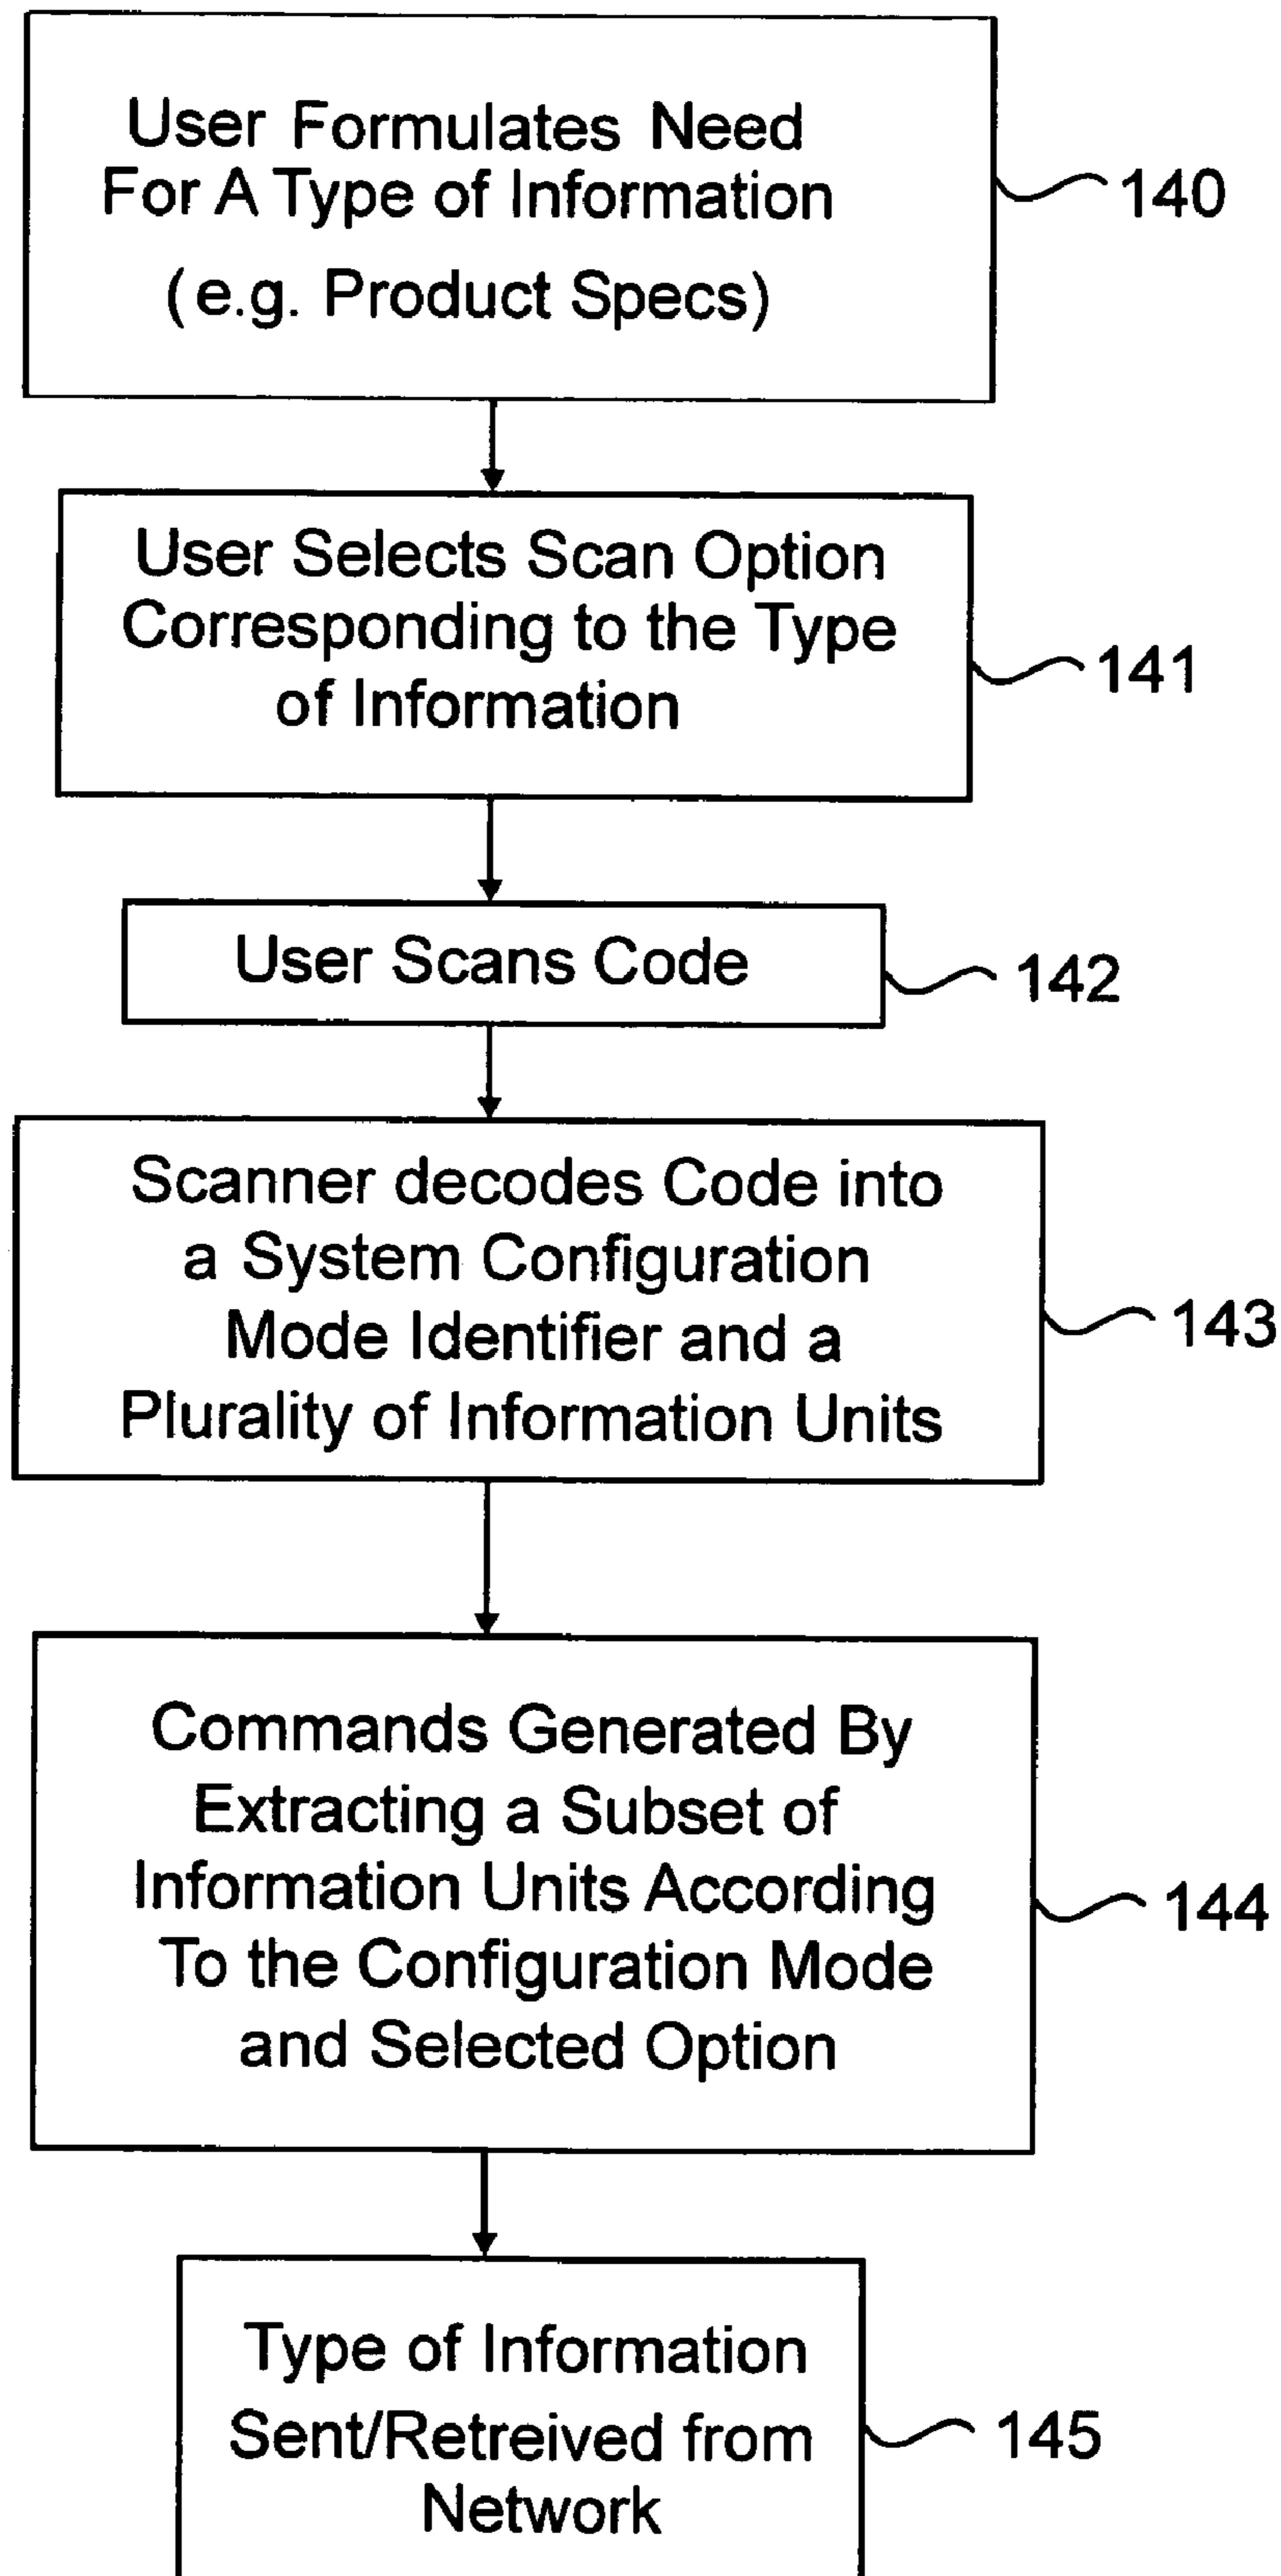 User Formulates Need
For A Type of Information
(e.g. Product Specs)
140
User Selects Scan Option
Corresponding to the Type
of Information
141
User Scans Code
142
Scanner decodes Code into
a System Configuration
Mode Identifier and a
Plurality of Information Units
143
Commands Generated By
Extracting a Subset of
Information Units According
To the Configuration Mode
and Selected Option
144
Type of Information
Sent/Retreived from
Network
145